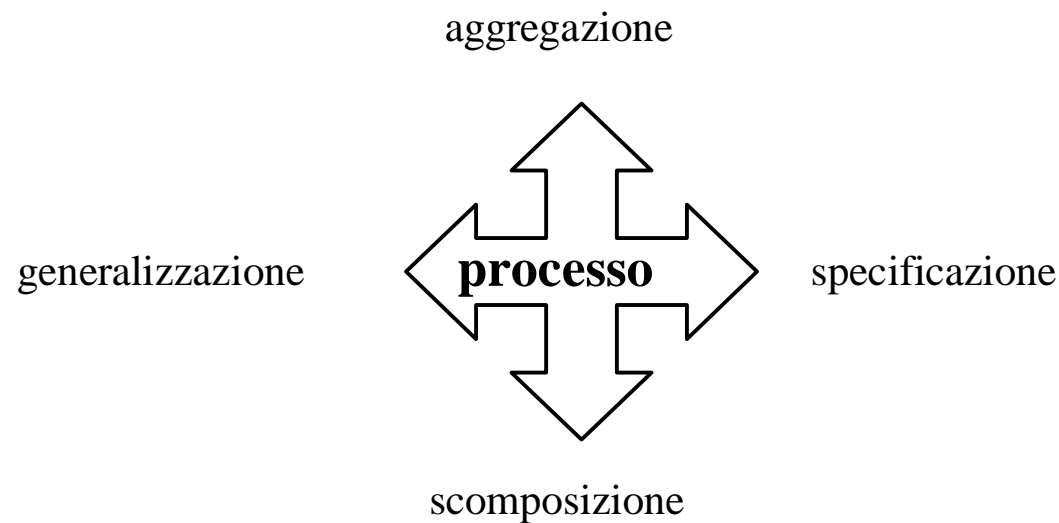 aggregazione
generalizzazione
processo
specificazione
scomposizione